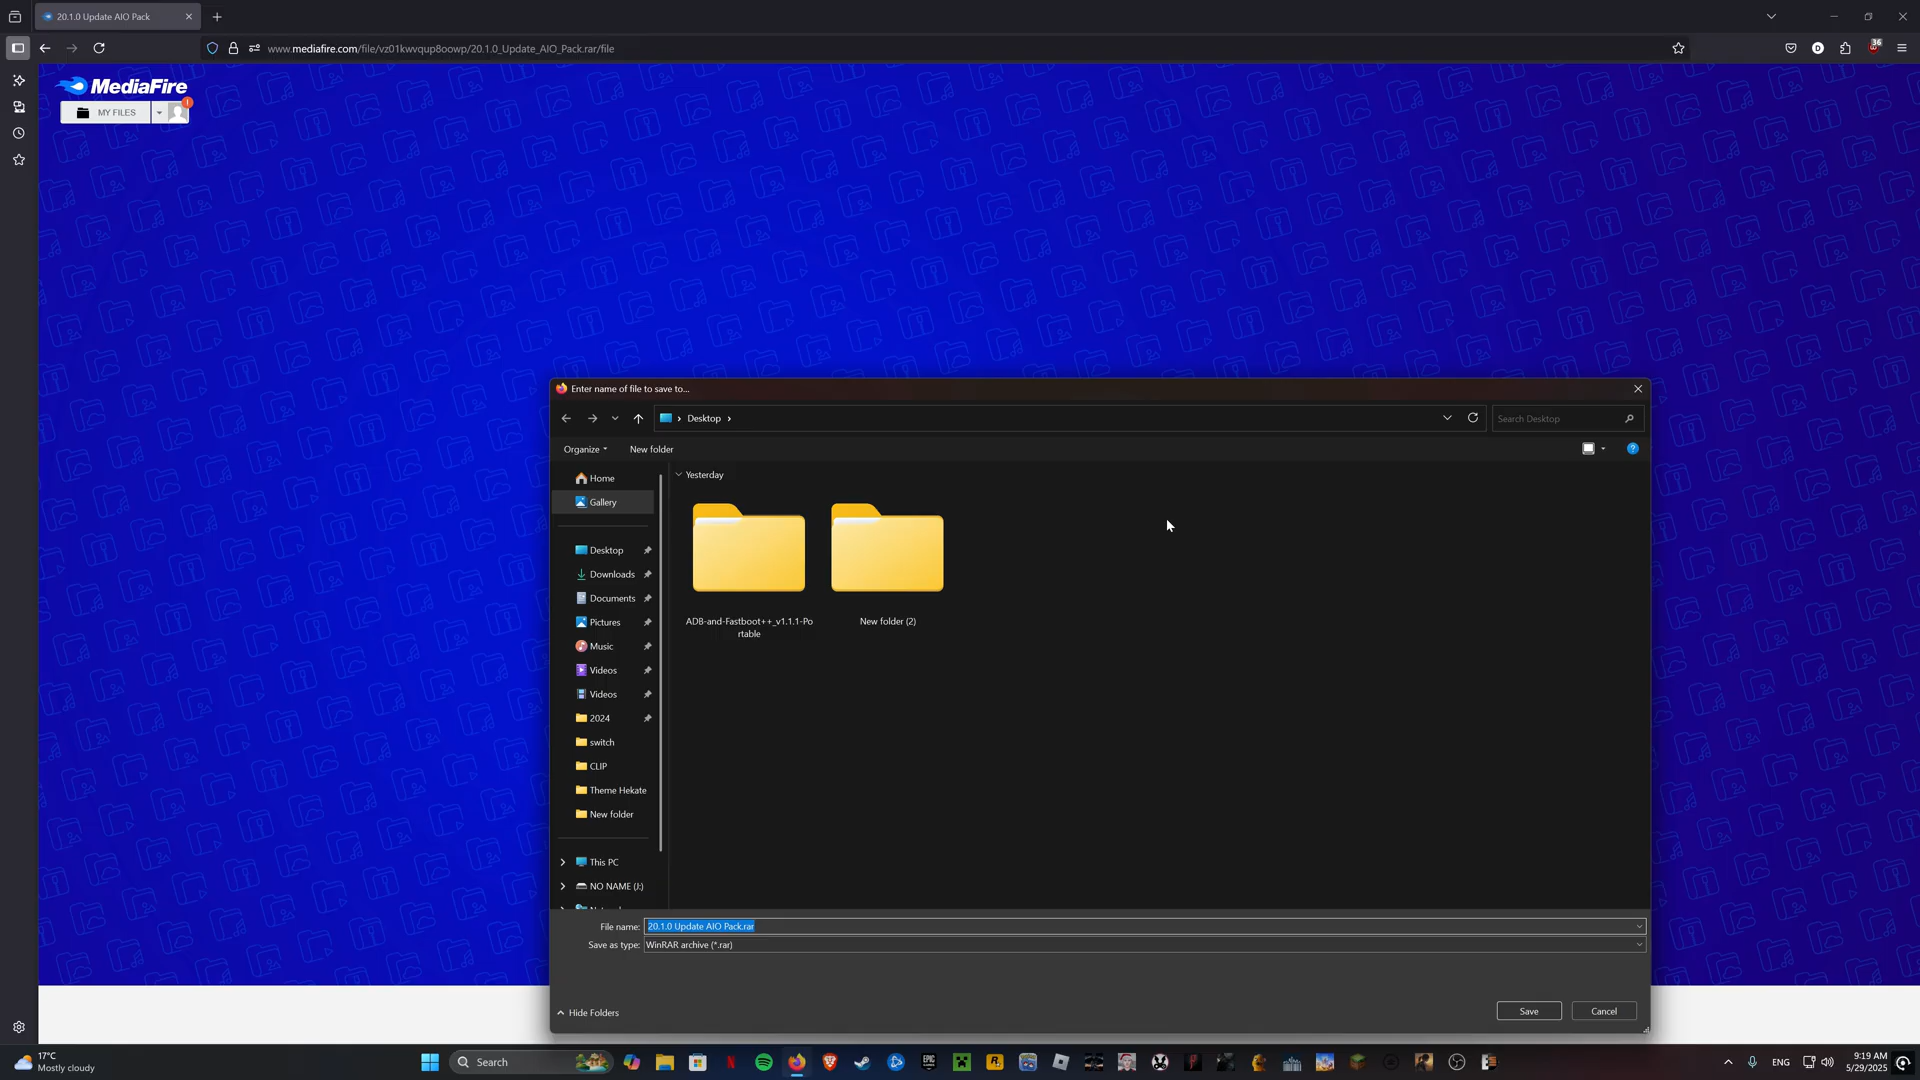 20.1.0 Update AIO Pack
www.mediafire.com/file/vz01kwvqup8oowp/20.1.0_Update_AIO_Pack.rar/file
D
36
MediaFire
MY FILES
!
Enter name of file to save to...
Desktop
Search Desktop
Organize
New folder
?
Home
Gallery
Desktop
Downloads
Documents
Pictures
Music
Videos
Videos
2024
switch
CLIP
Theme Hekate
New folder
This PC
NO NAME (J:)
Yesterday
ADB-and-Fastboot++_v1.1.1-Po
rtable
New folder (2)
File name: 20.1.0 Update AIO Pack.rar
Save as type: WinRAR archive (*.rar)
Hide Folders
Save
Cancel
17°C
Mostly cloudy
Search
EPIC
GAMES
ENG
9:19 AM
5/29/2025